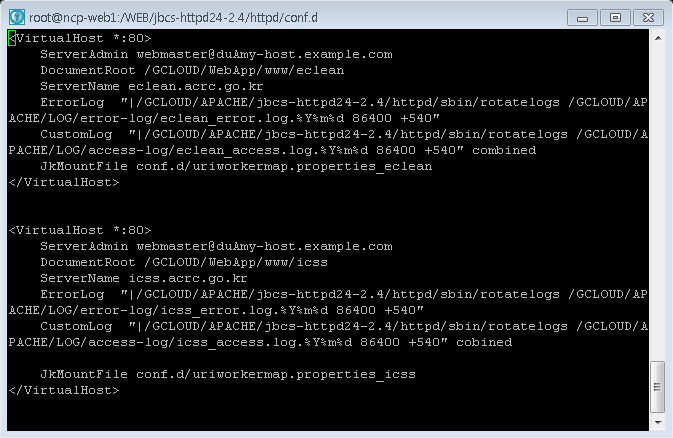 root@ncp-web1:/WEB/jbcs-httpd24-2.4/httpd/conf.d
<VirtualHost *:80>
ServerAdmin webmaster@duAmy-host.example.com
DocumentRoot /GCLOUD/WebApp/www/eclean
ServerName eclean.acrc.go.kr
ErrorLog "|/GCLOUD/APACHE/jbcs-httpd24-2.4/httpd/sbin/rotatelogs /GCLOUD/AP
ACHE/LOG/error-log/eclean_error.log.%Y%m%d 86400 +540"
CustomLog "|/GCLOUD/APACHE/jbcs-httpd24-2.4/httpd/sbin/rotatelogs /GCLOUD/A
PACHE/LOG/access-log/eclean_access.log.%Y%m%d 86400 +540" combined
JkMountFile conf.d/uriworkermap.properties_eclean
</VirtualHost>
<VirtualHost *:80>
ServerAdmin webmaster@duAmy-host.example.com
DocumentRoot /GCLOUD/WebApp/www/icss
ServerName icss.acrc.go.kr
ErrorLog "|/GCLOUD/APACHE/jbcs-httpd24-2.4/httpd/sbin/rotatelogs /GCLOUD/AP
ACHE/LOG/error-log/icss_error.log.%Y%m%d 86400 +540"
CustomLog "|/GCLOUD/APACHE/jbcs-httpd24-2.4/httpd/sbin/rotatelogs /GCLOUD/A
PACHE/LOG/access-log/icss_access.log.%Y%m%d 86400 +540" cobined
JkMountFile conf.d/uriworkermap.properties_icss
</VirtualHost>